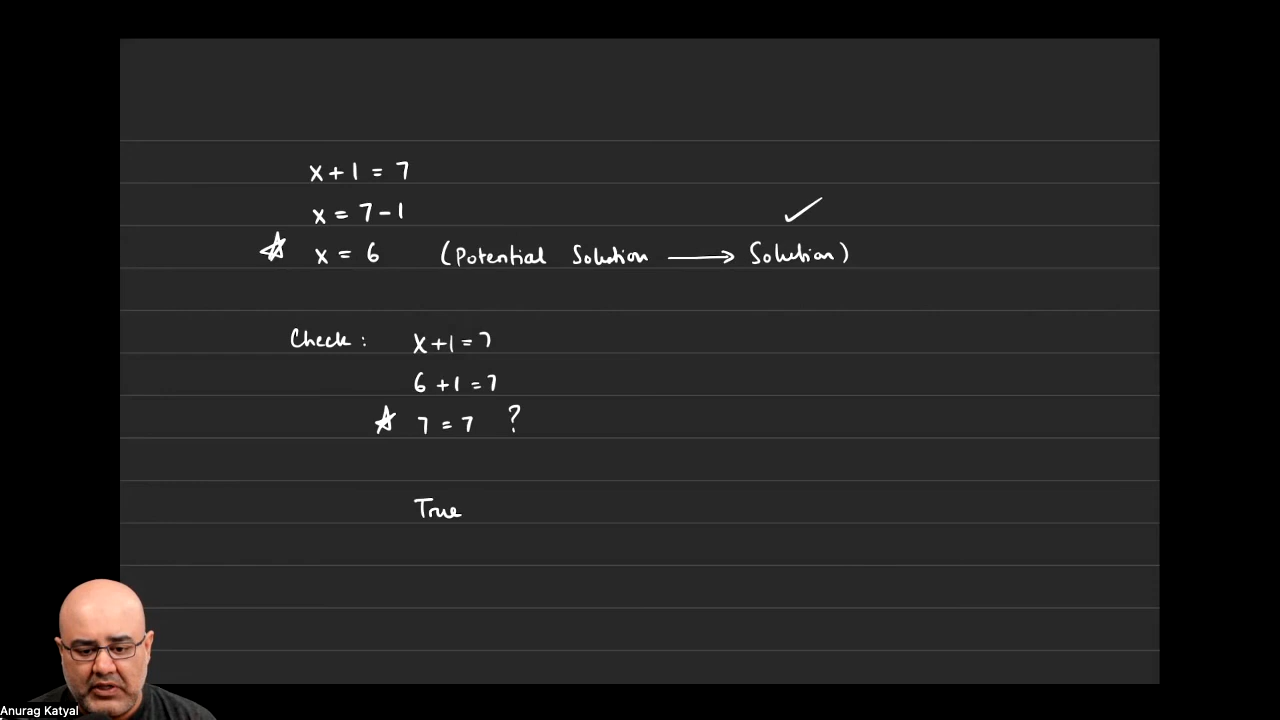 x + 1 = 7
x = 7 - 1
☆ x = 6 (Potential Solution ⟶ Solution) ✓
Check: x + 1 = 7
6 + 1 = 7
☆ 7 = 7 ?
True
Anurag Katyal